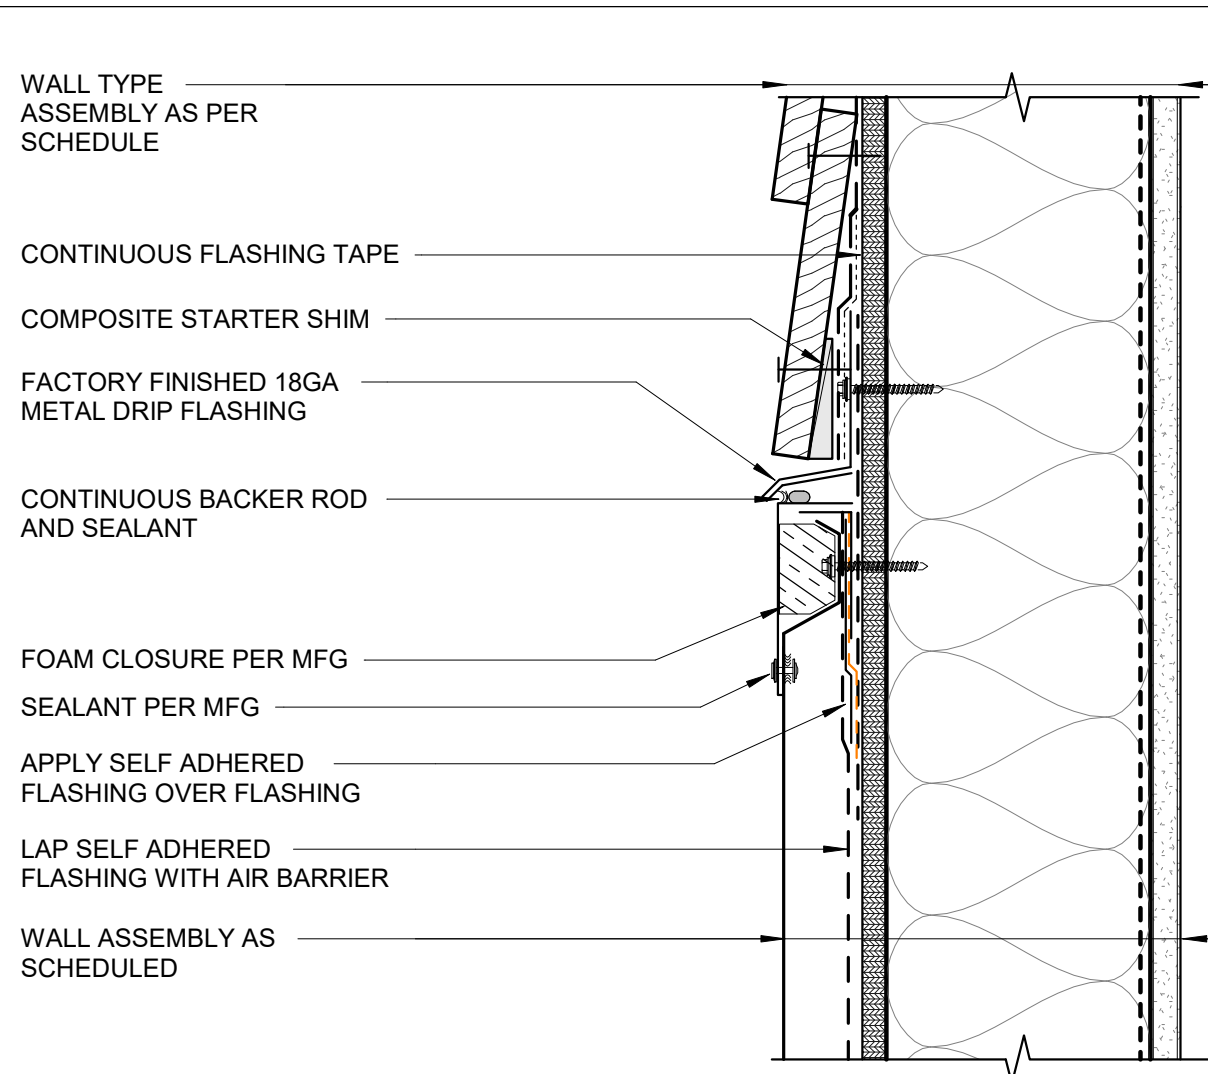 WALL TYPE
ASSEMBLY AS PER
SCHEDULE
CONTINUOUS FLASHING TAPE
COMPOSITE STARTER SHIM
FACTORY FINISHED 18GA
METAL DRIP FLASHING
CONTINUOUS BACKER ROD
AND SEALANT
FOAM CLOSURE PER MFG
SEALANT PER MFG
APPLY SELF ADHERED
FLASHING OVER FLASHING
LAP SELF ADHERED
FLASHING WITH AIR BARRIER
WALL ASSEMBLY AS
SCHEDULED